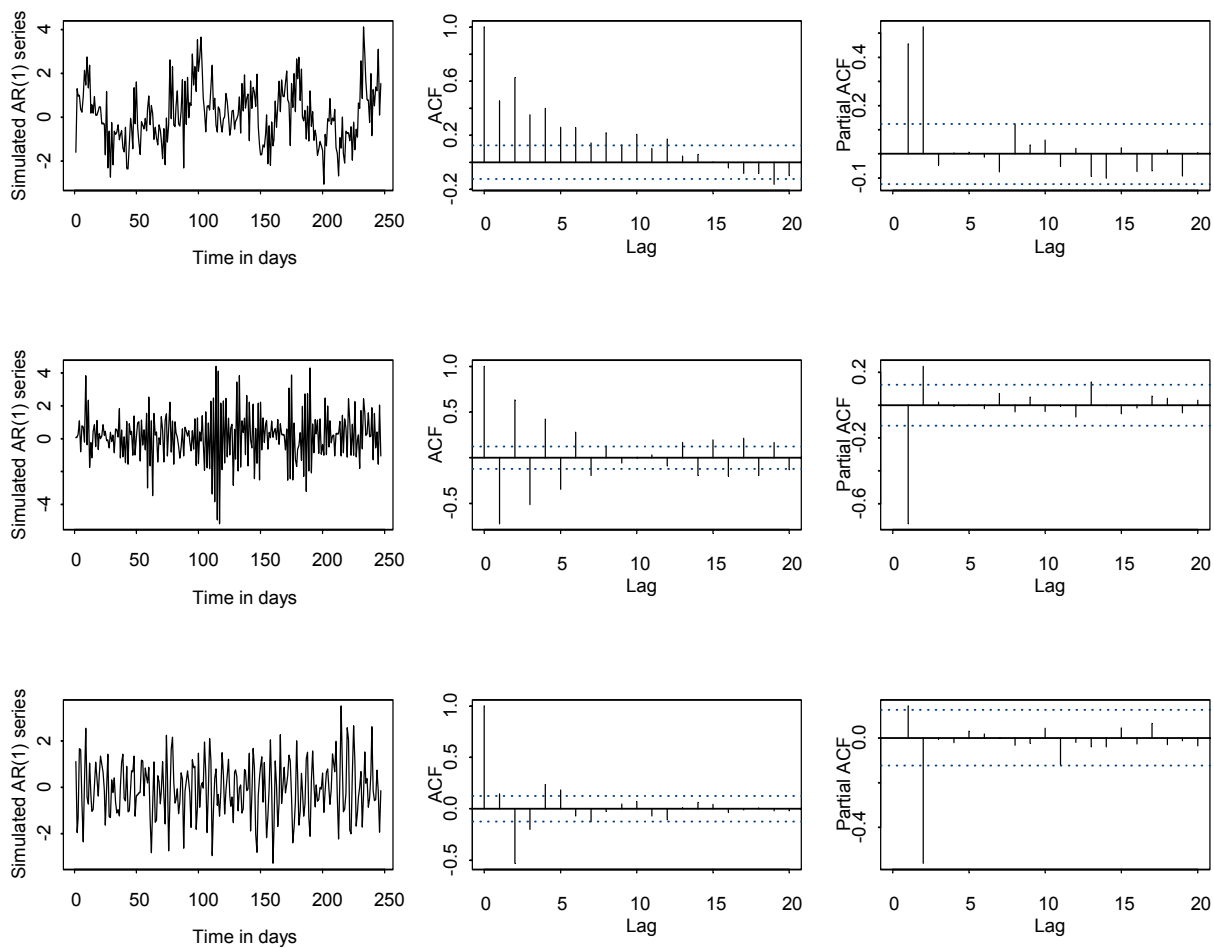 Simulated AR(1) series
4
2
0
-2
0 50 100 150 200 250
Time in days
ACF
1.0
0.6
0.2
-0.2
0 5 10 15 20
Lag
Partial ACF
0.4
0.2
-0.1
0 5 10 15 20
Lag
Simulated AR(1) series
4
2
0
-4
0 50 100 150 200 250
Time in days
ACF
1.0
0.5
-0.5
0 5 10 15 20
Lag
Partial ACF
0.2
-0.2
-0.6
0 5 10 15 20
Lag
Simulated AR(1) series
2
0
-2
0 50 100 150 200 250
Time in days
ACF
1.0
0.5
0.0
-0.5
0 5 10 15 20
Lag
Partial ACF
0.0
-0.4
0 5 10 15 20
Lag